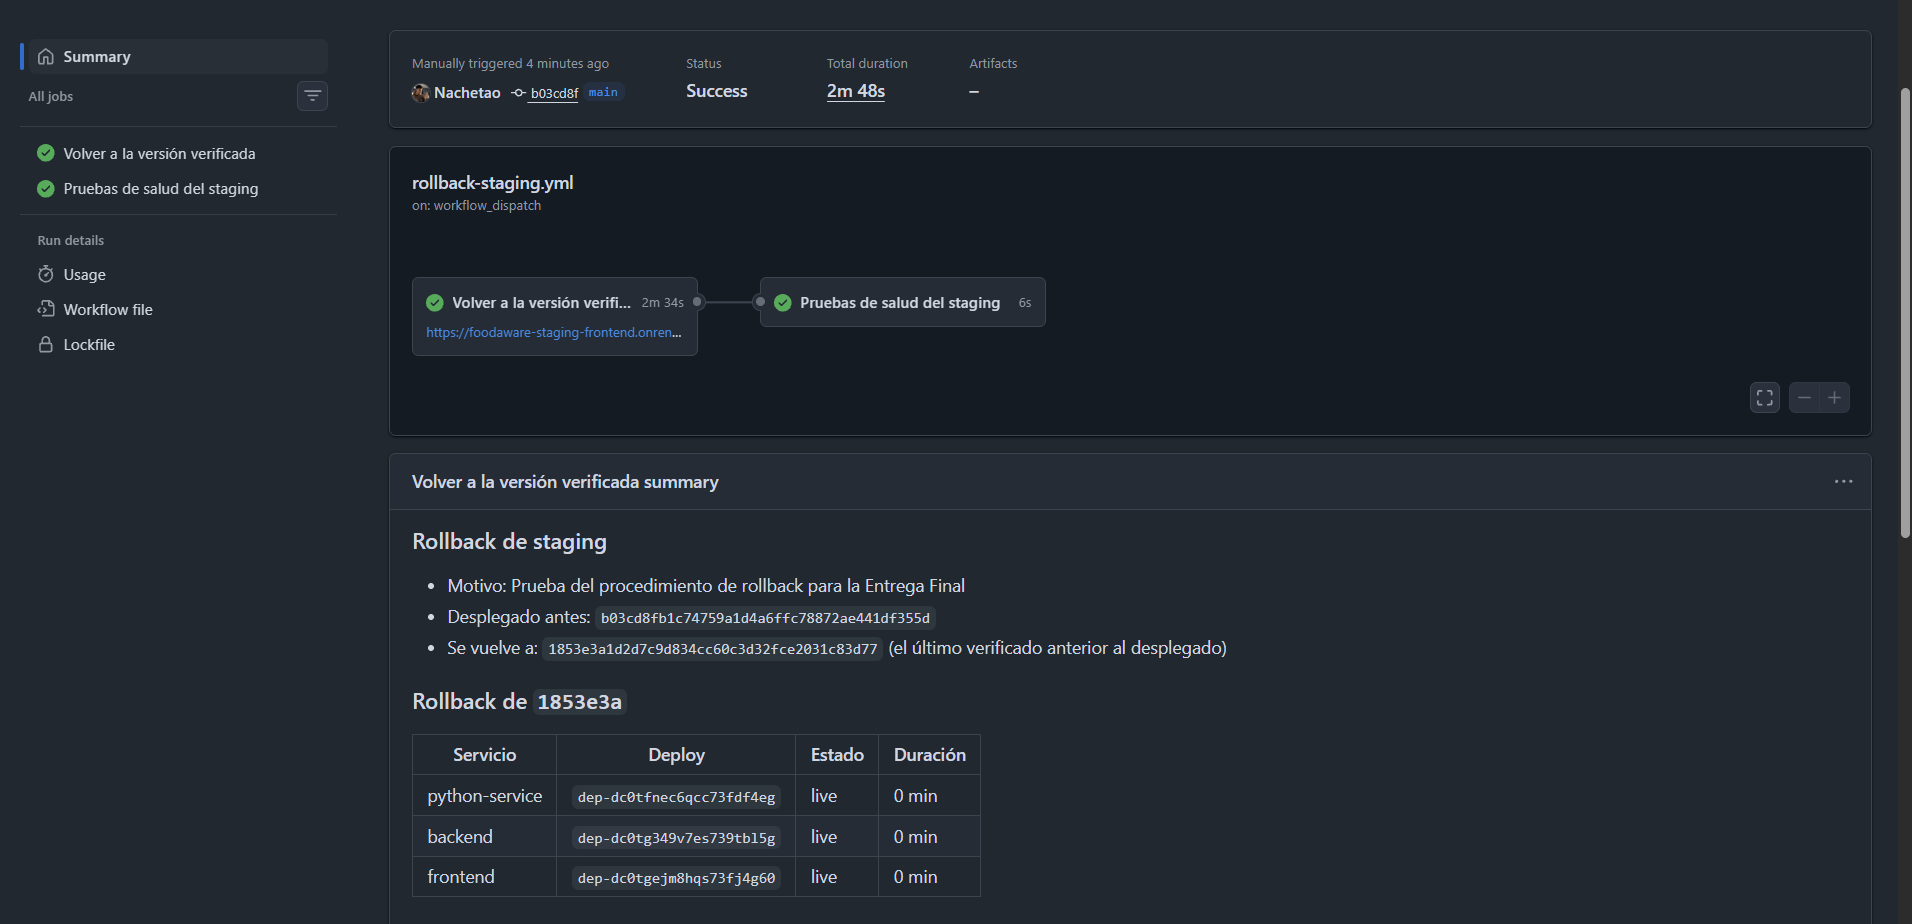 Summary
All jobs
Volver a la versión verificada
Pruebas de salud del staging
Run details
Usage
Workflow file
Lockfile
Manually triggered 4 minutes ago
Nachetao b03cd8f main
Status
Success
Total duration
2m 48s
Artifacts
–
rollback-staging.yml
on: workflow_dispatch
Volver a la versión verifi... 2m 34s
https://foodaware-staging-frontend.onren...
Pruebas de salud del staging 6s
Volver a la versión verificada summary
Rollback de staging
• Motivo: Prueba del procedimiento de rollback para la Entrega Final
• Desplegado antes: b03cd8fb1c74759a1d4a6ffc78872ae441df355d
• Se vuelve a: 1853e3a1d2d7c9d834cc60c3d32fce2031c83d77 (el último verificado anterior al desplegado)
Rollback de 1853e3a
Servicio Deploy Estado Duración
python-service dep-dc0tfnec6qcc73fdf4eg live 0 min
backend dep-dc0tg349v7es739tbl5g live 0 min
frontend dep-dc0tgejm8hqs73fj4g60 live 0 min